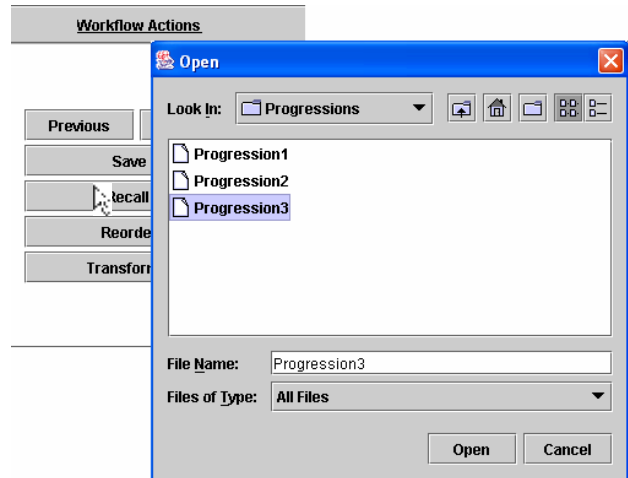 Workflow Actions
Open
Look In: Progressions
Previous
Progression1
Save
Progression2
Recall
Progression3
Reorde
Transforr
File Name: Progression3
Files of Type: All Files
Open Cancel